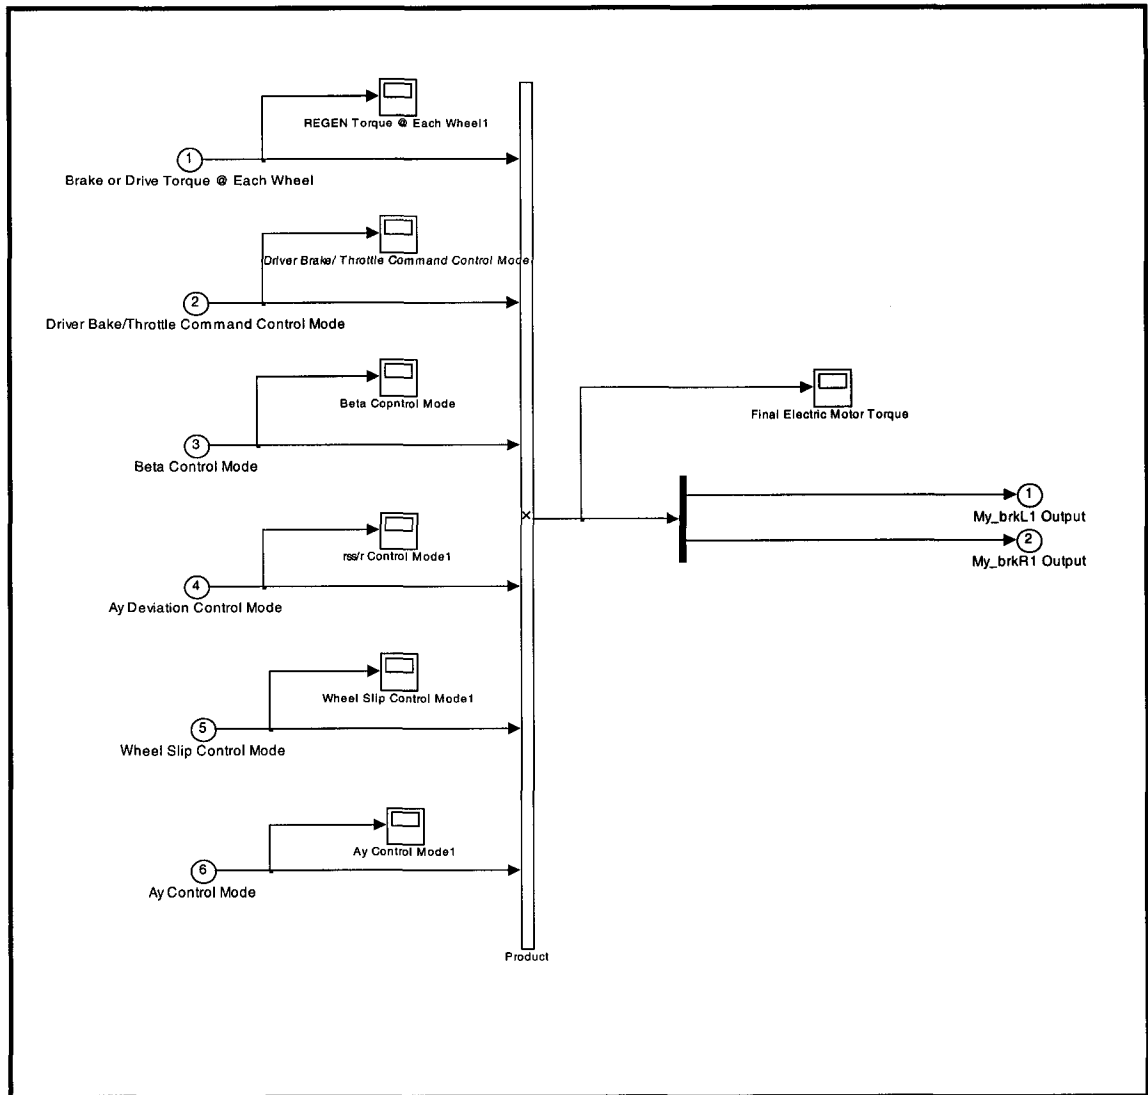 REGEN Torque @ Each Wheel1
1
Brake or Drive Torque @ Each Wheel
Driver Brake/ Throttle Command Control Mode
2
Driver Bake/Throttle Command Control Mode
Beta Copntrol Mode
3
Beta Control Mode
rss/r Control Mode1
4
Ay Deviation Control Mode
Wheel Slip Control Mode1
5
Wheel Slip Control Mode
Ay Control Mode1
6
Ay Control Mode
×
Product
Final Electric Motor Torque
1
My_brkL1 Output
2
My_brkR1 Output